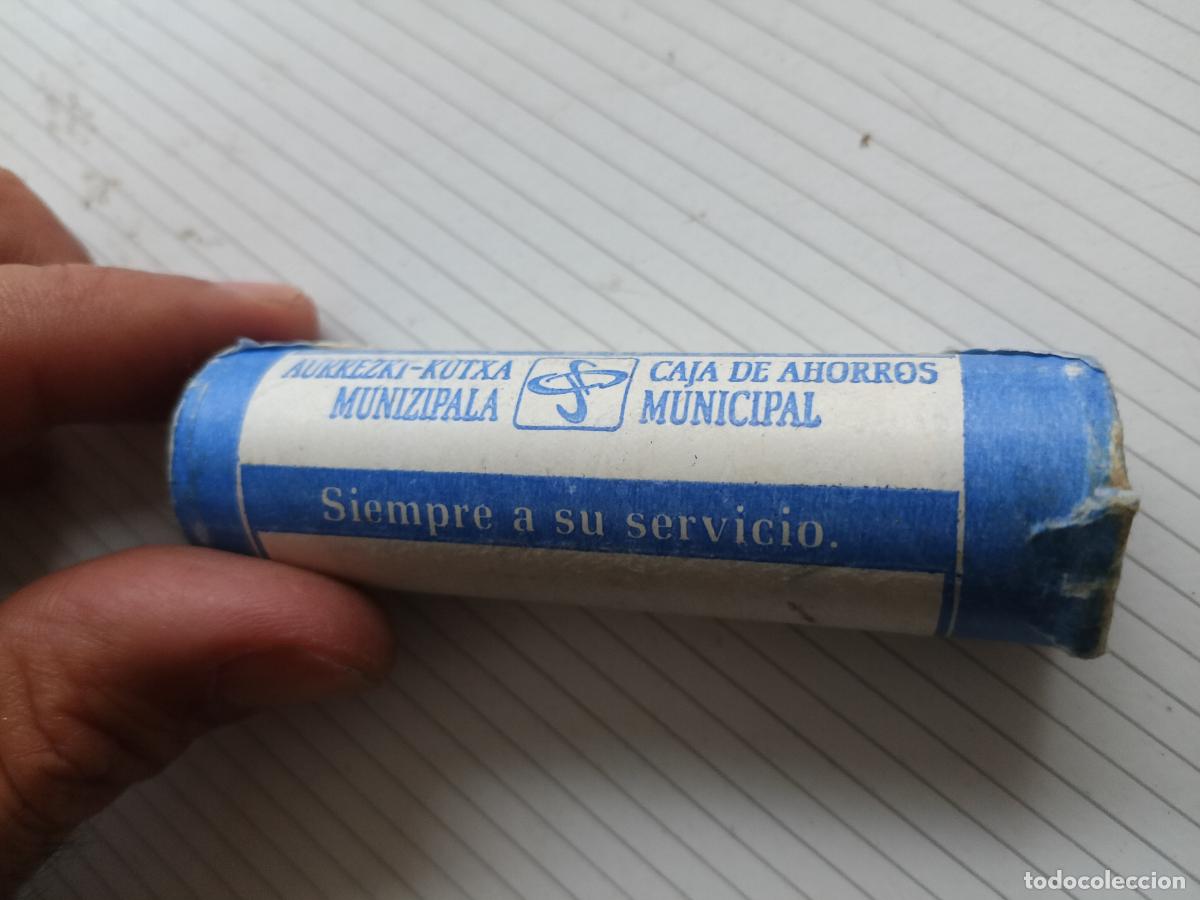 AURREZKI-KUTXA
MUNIZIPALA
CAJA DE AHORROS
MUNICIPAL
Siempre a su servicio.
todocoleccion